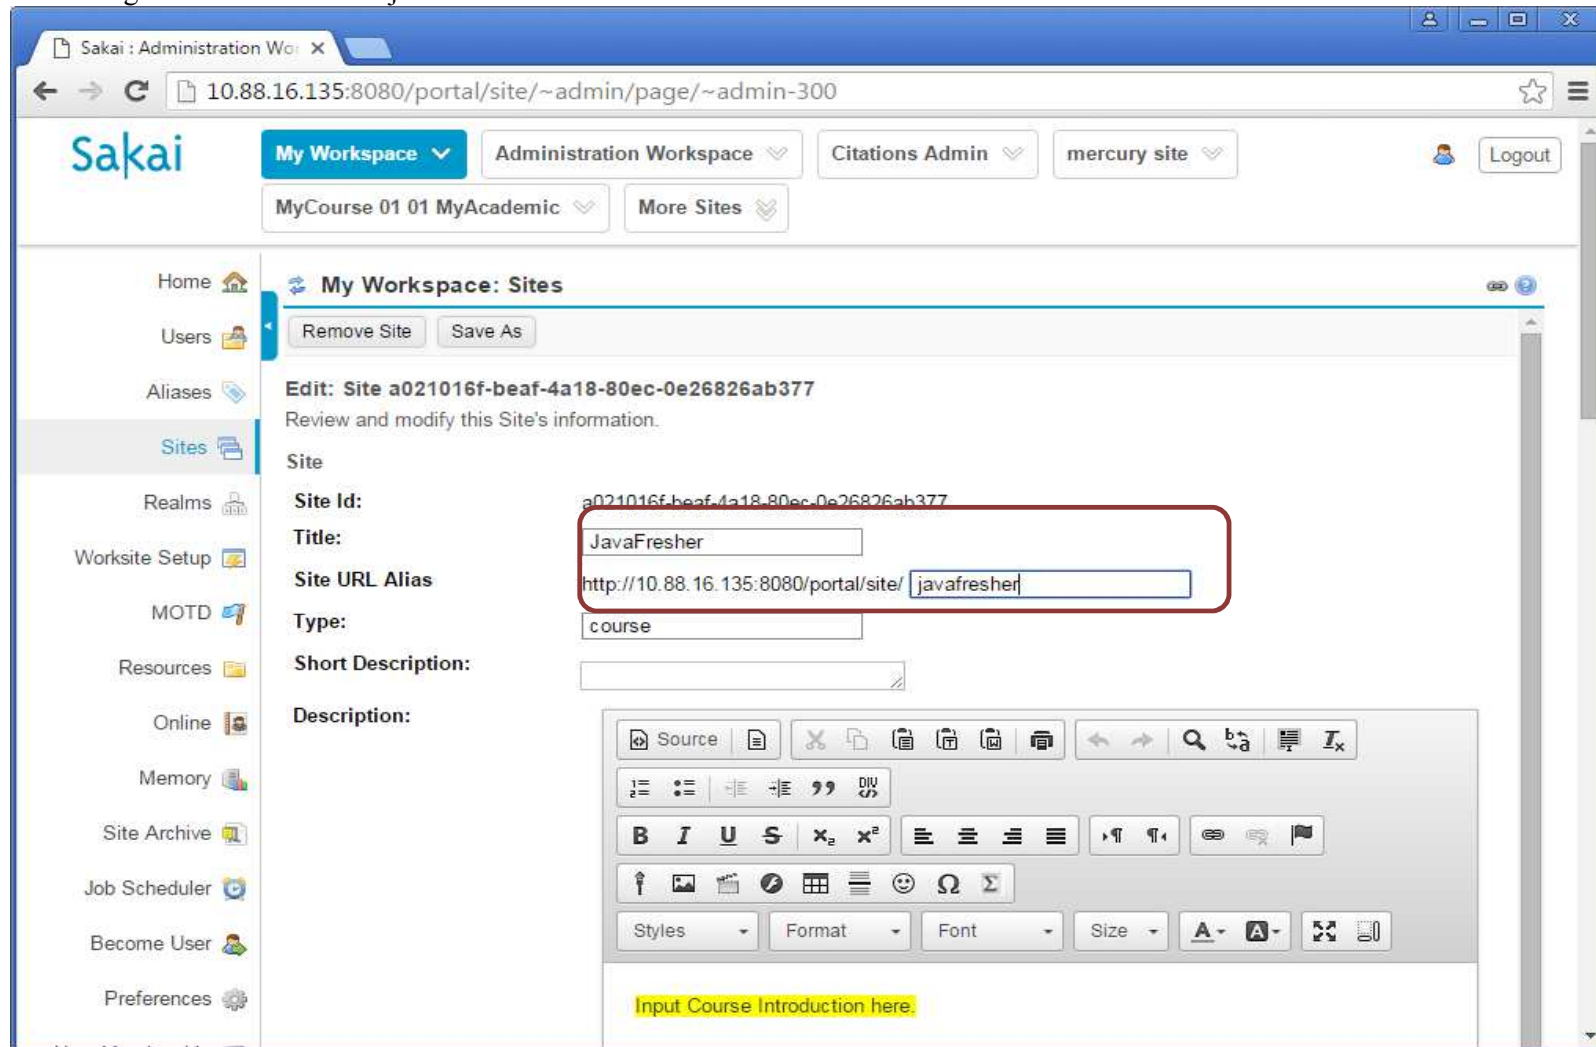 Sakai : Administration Wo
10.88.16.135:8080/portal/site/~admin/page/~admin-300
Sakai
My Workspace
Administration Workspace
Citations Admin
mercury site
Logout
MyCourse 01 01 MyAcademic
More Sites
Home
Users
Aliases
Sites
Realms
Worksite Setup
MOTD
Resources
Online
Memory
Site Archive
Job Scheduler
Become User
Preferences
My Workspace: Sites
Remove Site
Save As
Edit: Site a021016f-beaf-4a18-80ec-0e26826ab377
Review and modify this Site's information.
Site
Site Id: a021016f-beaf-4a18-80ec-0e26826ab377
Title: JavaFresher
Site URL Alias http://10.88.16.135:8080/portal/site/ javafresher
Type: course
Short Description:
Description:
Source
B I U S x₂ x²
DIV
Ω Σ
Styles Format Font Size A A
Input Course Introduction here.